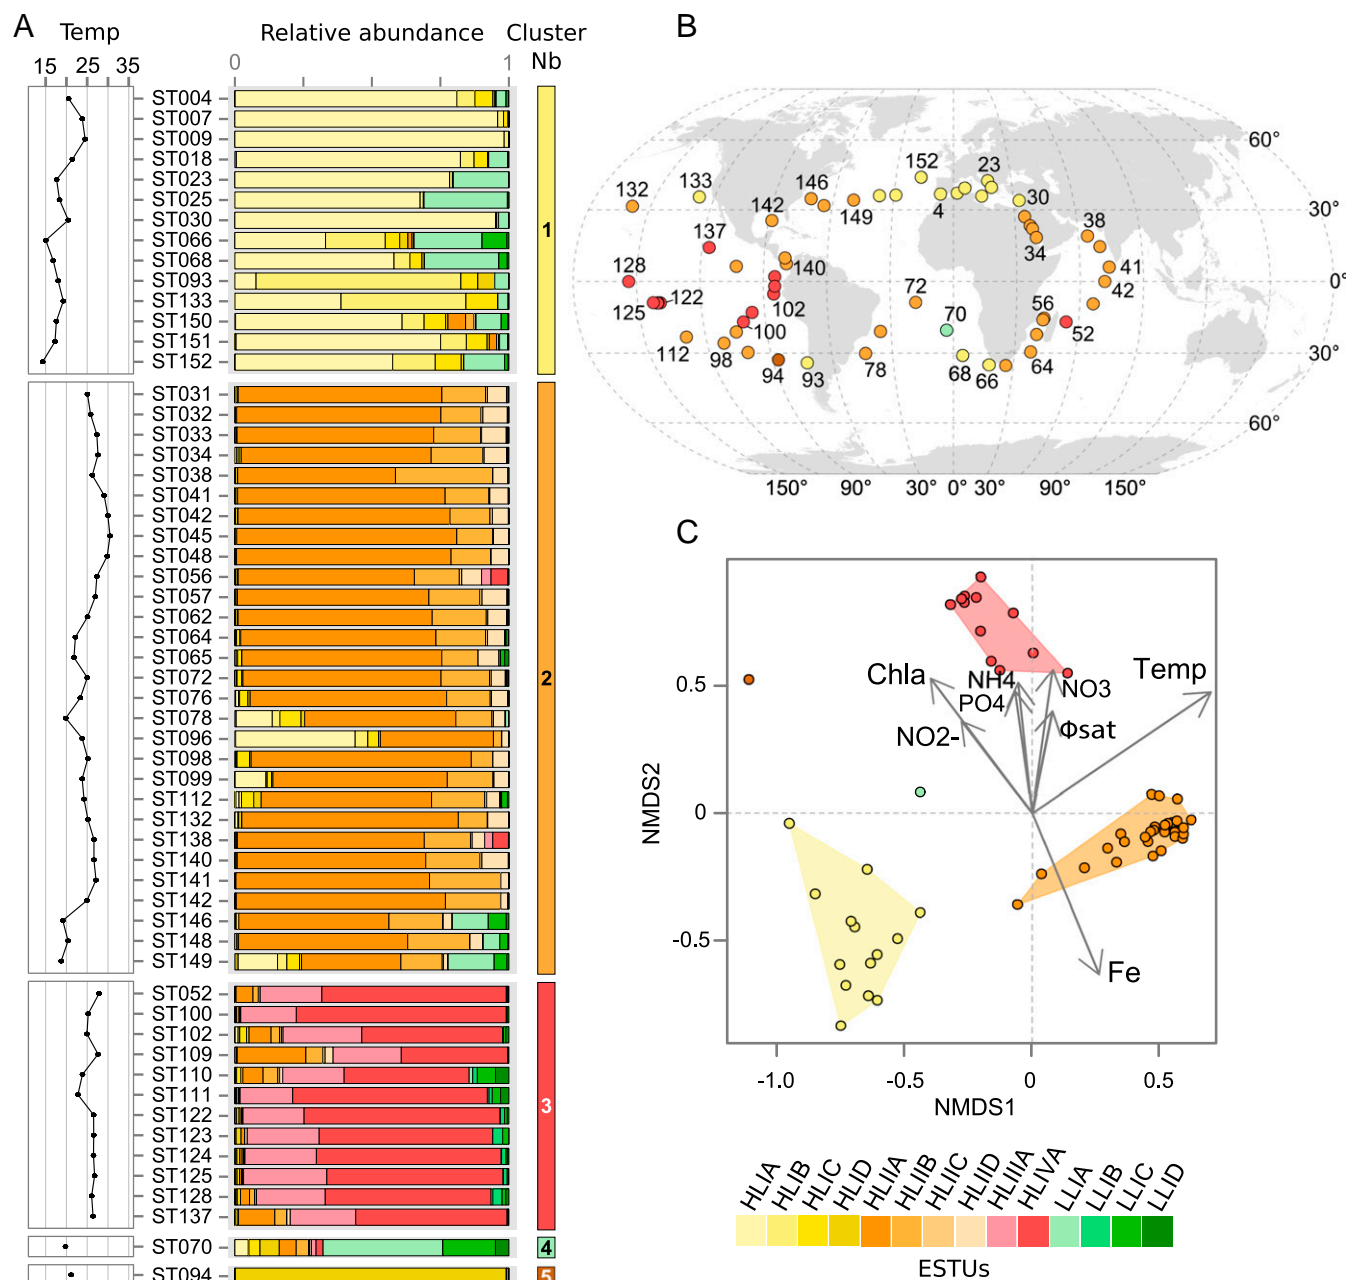 A
Temp
Relative abundance
Cluster
Nb
15 25 35
0 1
ST004
ST007
ST009
ST018
ST023
ST025
ST030
ST066
ST068
ST093
ST133
ST150
ST151
ST152
1
ST031
ST032
ST033
ST034
ST038
ST041
ST042
ST045
ST048
ST056
ST057
ST062
ST064
ST065
ST072
ST076
ST078
ST096
ST098
ST099
ST112
ST132
ST138
ST140
ST141
ST142
ST146
ST148
ST149
2
ST052
ST100
ST102
ST109
ST110
ST111
ST122
ST123
ST124
ST125
ST128
ST137
3
ST070
4
ST094
5
B
60°
30°
0°
30°
60°
150° 90° 30° 0° 30° 90° 150°
152 23
132 133 146 30
142 149 4 38
137 34
140 41
128 42
122 72
125 102 70 56
100 52
112 98 78 64
94 93 68 66
C
Chla NH4 NO3 Temp
PO4
NO2- Φsat
Fe
0.5
0
-0.5
NMDS2
-1.0 -0.5 0 0.5
NMDS1
HLIA
HLIB
HLIC
HLID
HLIIA
HLIIB
HLIIC
HLIID
HLIIIA
HLIVA
LLIA
LLIB
LLIC
LLID
ESTUs